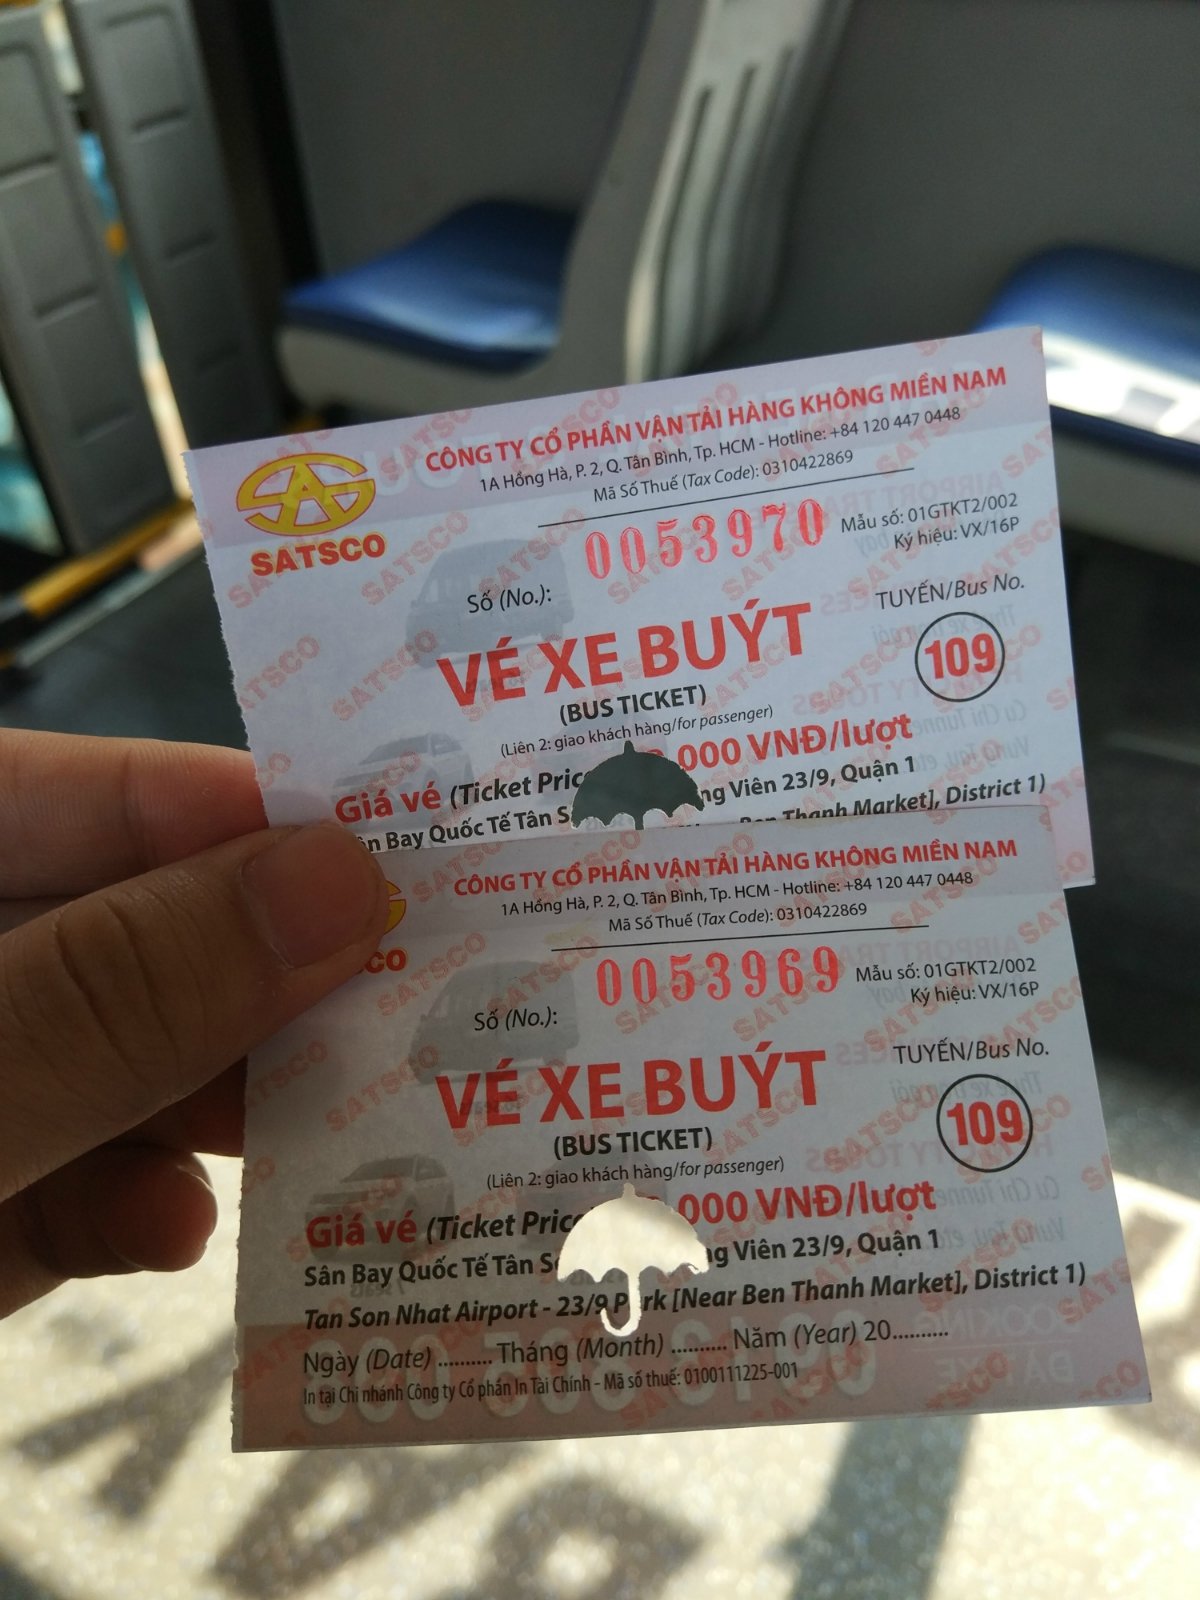 CÔNG TY CỔ PHẦN VẬN TẢI HÀNG KHÔNG MIỀN NAM
1A Hồng Hà, P. 2, Q. Tân Bình, Tp. HCM - Hotline: +84 120 447 0448
Mã Số Thuế (Tax Code): 0310422869
SATSCO
Số (No.): 0053970
Mẫu số: 01GTKT2/002
Ký hiệu: VX/16P
TUYẾN/Bus No.
109
VÉ XE BUÝT
(BUS TICKET)
(Liên 2: giao khách hàng/for passenger)
Giá vé (Ticket 000 VNĐ/lượt
Bay Quốc Tế Tân Viên 23/9, Quận 1
Ben Thanh Market], District 1)
CÔNG TY CỔ PHẦN VẬN TẢI HÀNG KHÔNG MIỀN NAM
1A Hồng Hà, P. 2, Q. Tân Bình, Tp. HCM - Hotline: +84 120 447 0448
Mã Số Thuế (Tax Code): 0310422869
Số (No.): 0053969
Mẫu số: 01GTKT2/002
Ký hiệu: VX/16P
TUYẾN/Bus No.
109
VÉ XE BUÝT
(BUS TICKET)
(Liên 2: giao khách hàng/for passenger)
Giá vé (Ticket 000 VNĐ/lượt
Sân Bay Quốc Tế Tân Viên 23/9, Quận 1
Tan Son Nhat Airport - 23/9 [Near Ben Thanh Market], District 1)
Ngày (Date) .......... Tháng (Month) .......... Năm (Year) 20..........
In tại Chi nhánh Công ty Cổ phần In Tài Chính - Mã số thuế: 0100111225-001